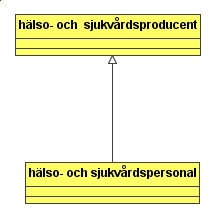 hälso- och sjukvårdsproducent
hälso- och sjukvårdspersonal